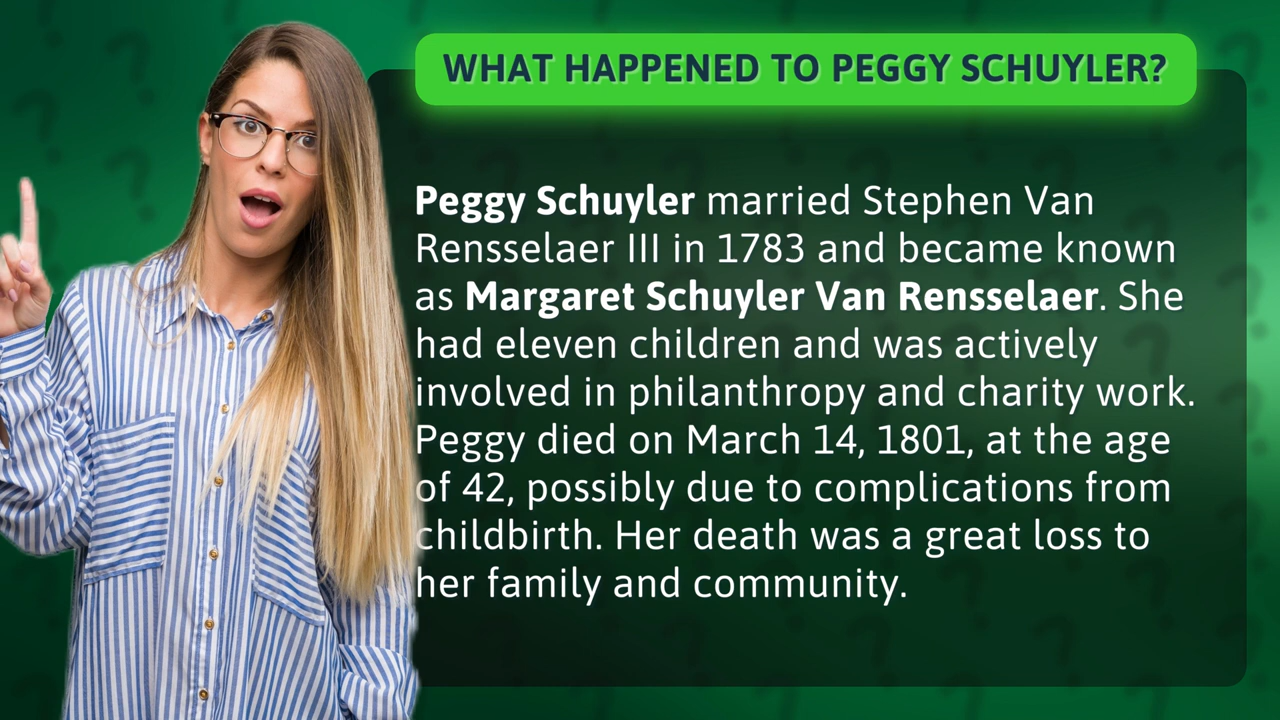 WHAT HAPPENED TO PEGGY SCHUYLER?
Peggy Schuyler married Stephen Van
Rensselaer III in 1783 and became known
as Margaret Schuyler Van Rensselaer. She
had eleven children and was actively
involved in philanthropy and charity work.
Peggy died on March 14, 1801, at the age
of 42, possibly due to complications from
childbirth. Her death was a great loss to
her family and community.